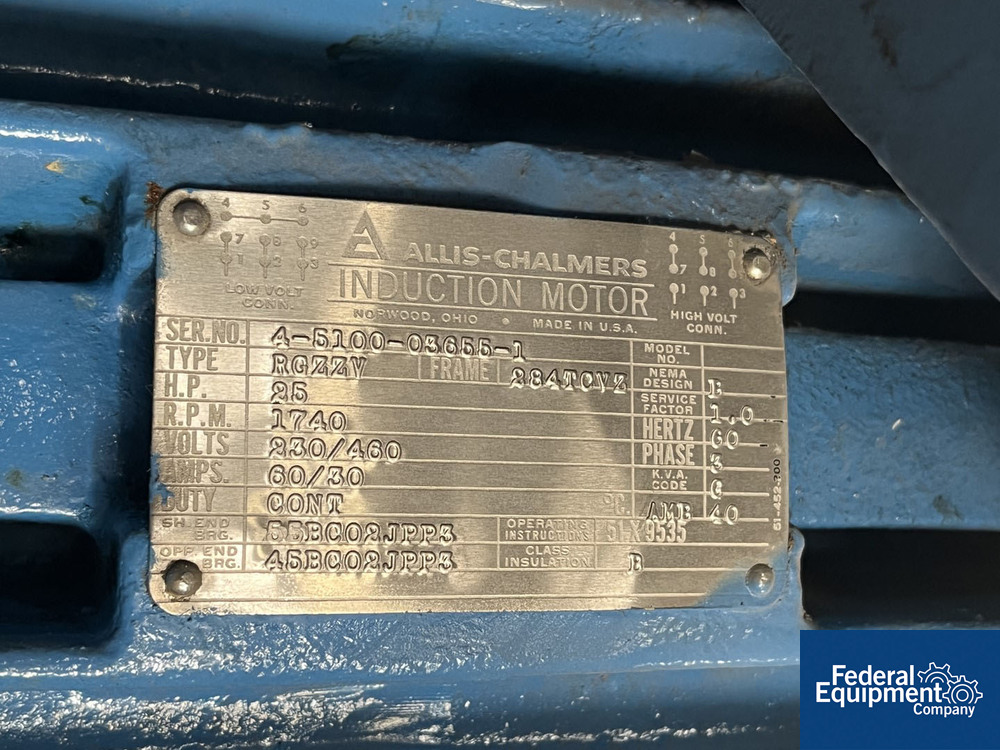 4 5 6
7 8 9
1 2 3
LOW VOLT
CONN.
ALLIS-CHALMERS
INDUCTION MOTOR
NORWOOD, OHIO • MADE IN U.S.A.
4 5 6
7 8
1 2 3
HIGH VOLT
CONN.
SER.NO. 4-5100-03655-1
MODEL NO.
TYPE RGZZV FRAME 284TCVZ
NEMA DESIGN B
H.P. 25
SERVICE FACTOR 1.0
R.P.M. 1740
HERTZ 60
VOLTS 230/460
PHASE 3
AMPS. 60/30
K.V.A. CODE G
DUTY CONT °C. AMB 40
SH. END BRG. 55BC02JPP3
OPERATING INSTRUCTIONS 51X9535
OPP. END BRG. 45BC02JPP3
CLASS INSULATION B
51-452-300
Federal
Equipment
Company